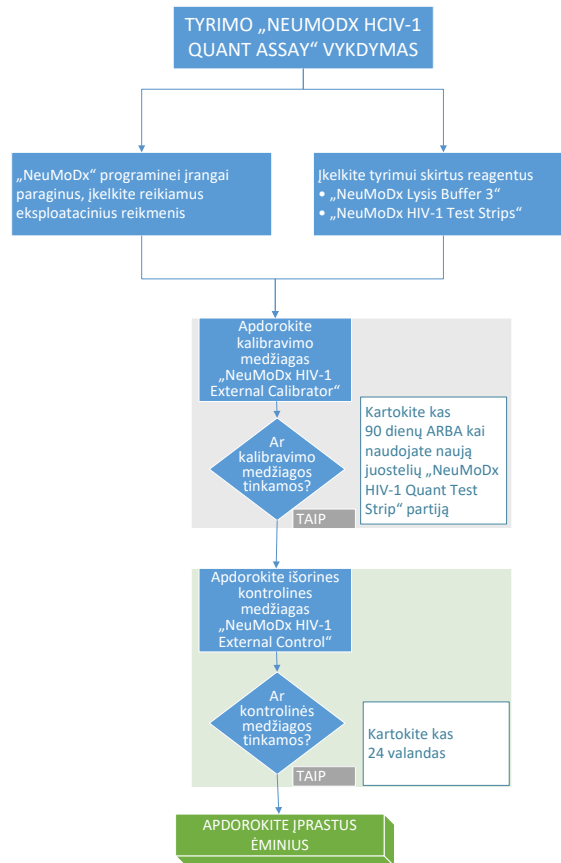 TYRIMO „NEUMODX HCIV-1
QUANT ASSAY“ VYKDYMAS
„NeuMoDx“ programinei įrangai
paraginus, įkelkite reikiamus
eksploatacinius reikmenis
Įkelkite tyrimui skirtus reagentus
• „NeuMoDx Lysis Buffer 3“
• „NeuMoDx HIV-1 Test Strips“
Apdorokite
kalibravimo
medžiagas
„NeuMoDx HIV-1
External Calibrator“
Ar
kalibravimo
medžiagos
tinkamos?
TAIP
Kartokite kas
90 dienų ARBA kai
naudojate naują
juostelių „NeuMoDx
HIV-1 Quant Test
Strip“ partiją
Apdorokite išorines
kontrolines
medžiagas
„NeuMoDx HIV-1
External Control“
Ar
kontrolinės
medžiagos
tinkamos?
TAIP
Kartokite kas
24 valandas
APDOROKITE ĮPRASTUS
ĖMINIUS